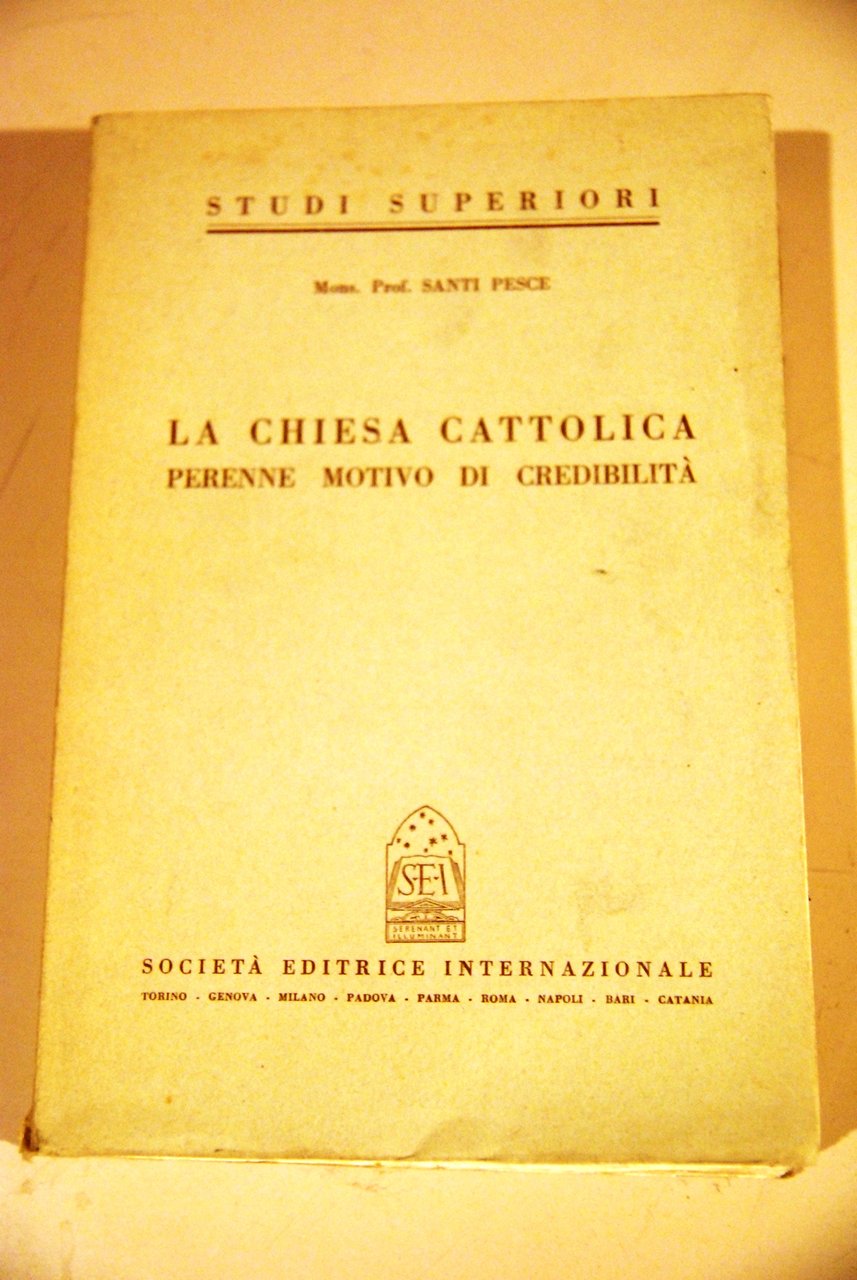 STUDI SUPERIORI
Mons. Prof. SANTI PESCE
LA CHIESA CATTOLICA
PERENNE MOTIVO DI CREDIBILITÀ
S·E·I
SERENANT ET
ILLUMINANT
SOCIETÀ EDITRICE INTERNAZIONALE
TORINO - GENOVA - MILANO - PADOVA - PARMA - ROMA - NAPOLI - BARI - CATANIA